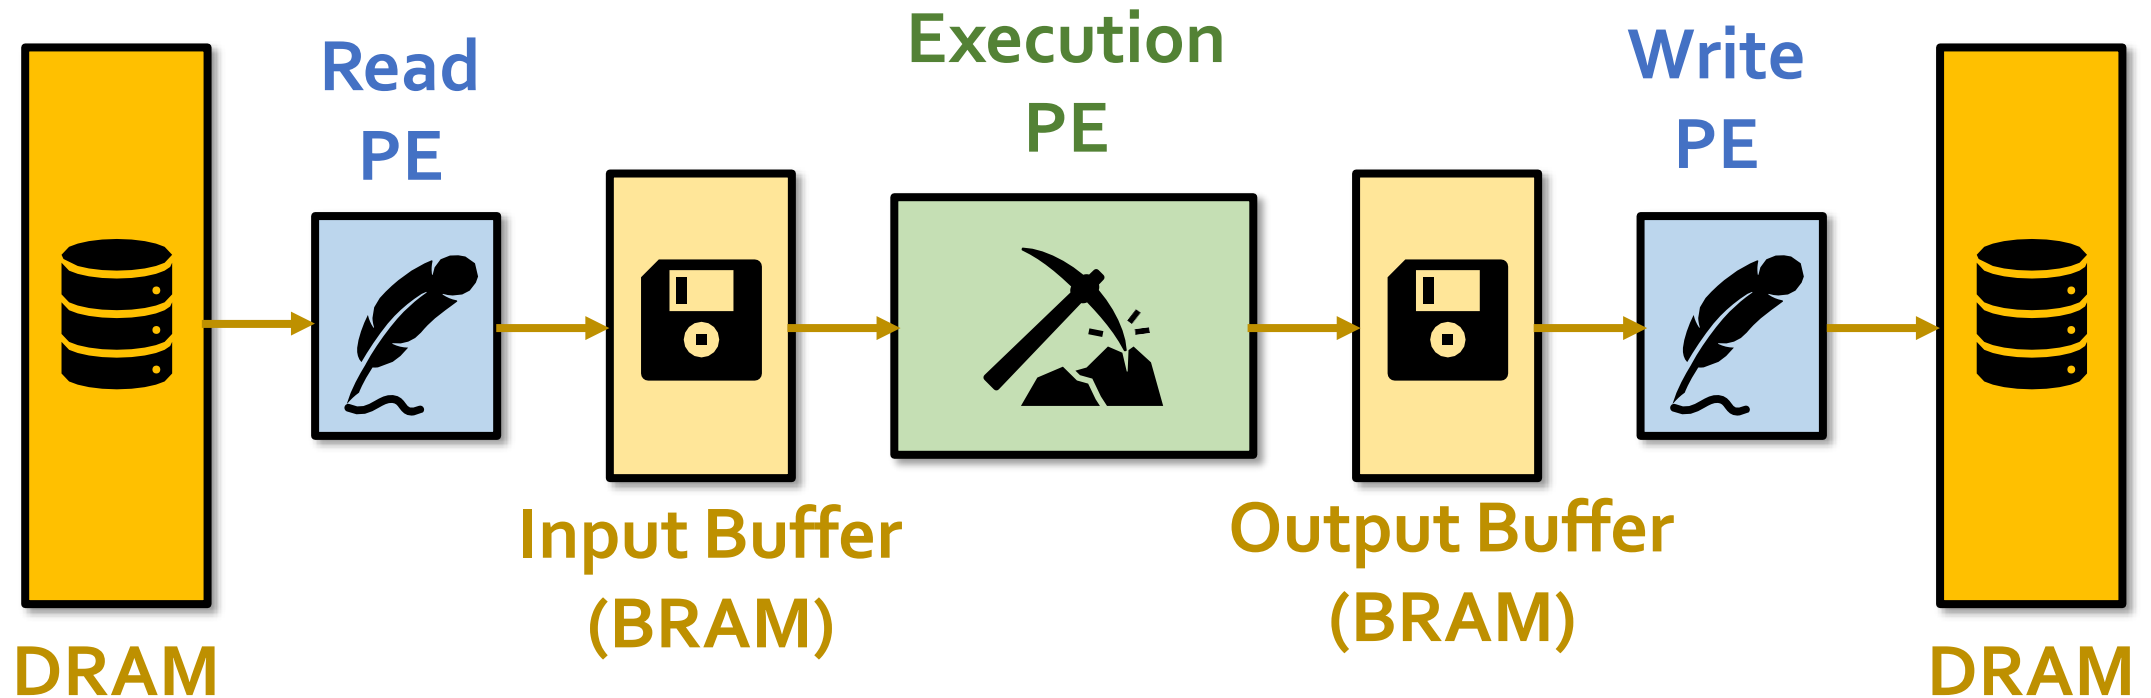 Read
PE
Execution
PE
Write
PE
Input Buffer
(BRAM)
Output Buffer
(BRAM)
DRAM
DRAM